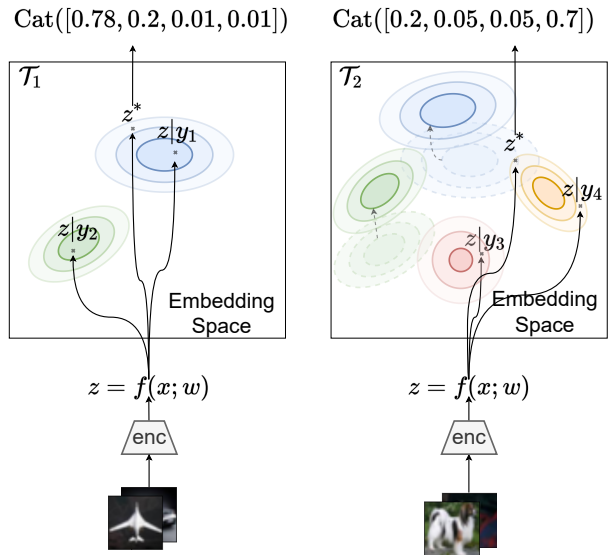 Cat([0.78, 0.2, 0.01, 0.01])
𝒯₁
z*
z|y₁
z|y₂
Embedding
Space
z = f(x; w)
enc
Cat([0.2, 0.05, 0.05, 0.7])
𝒯₂
z*
z|y₄
z|y₃
Embedding
Space
z = f(x; w)
enc